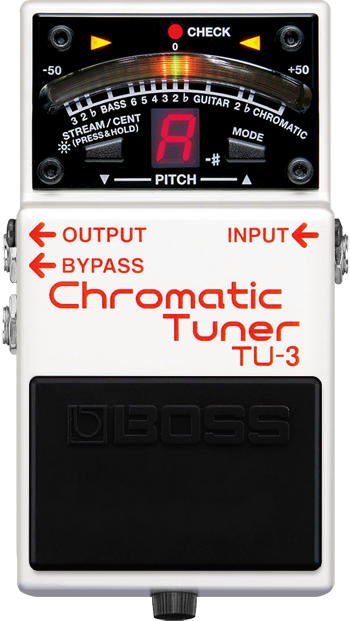 CHECK
0
-50 +50
3 2 ♭ BASS 6 5 4 3 2 ♭ GUITAR 2 ♭ CHROMATIC
STREAM/CENT
(PRESS&HOLD)
MODE
A
-#
▼ PITCH ▲
← OUTPUT INPUT ←
← BYPASS
Chromatic
Tuner
TU-3
BOSS